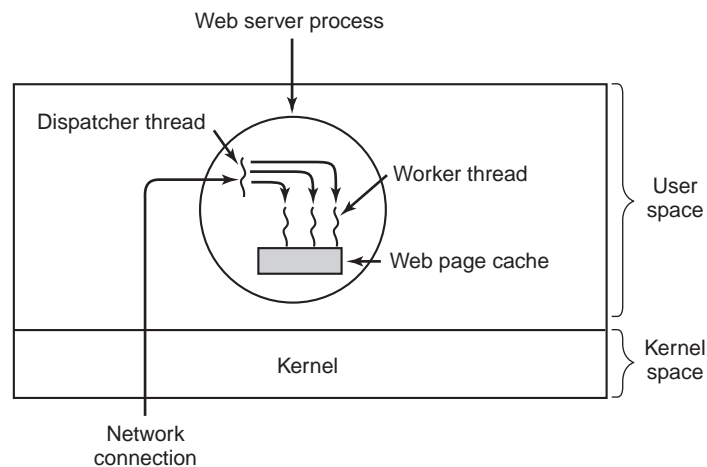 Web server process
Dispatcher thread
Worker thread
User
space
Web page cache
Kernel
Kernel
space
Network
connection